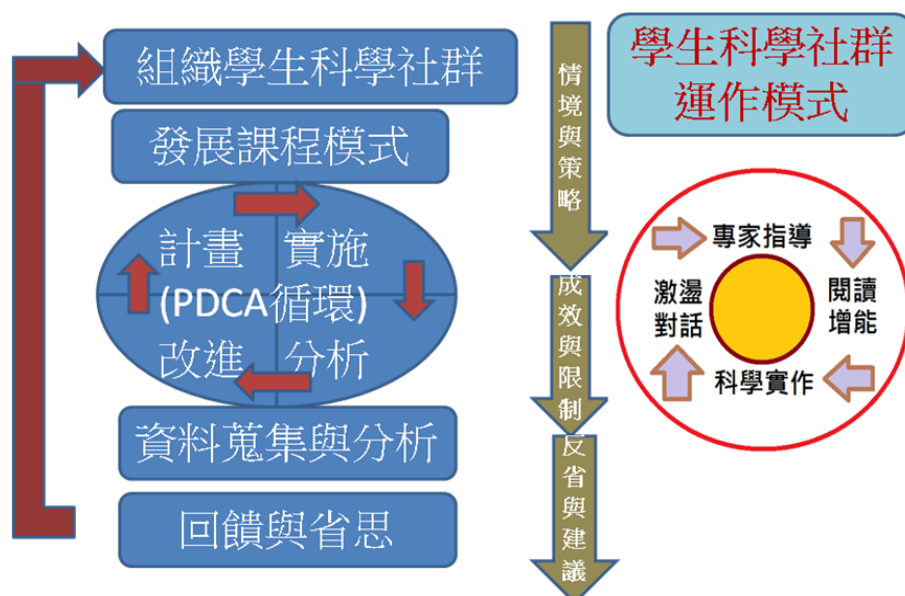 組織學生科學社群
發展課程模式
計畫 實施
(PDCA循環)
改進 分析
資料蒐集與分析
回饋與省思
情境與策略
成效與限制
反省與建議
學生科學社群
運作模式
專家指導
閱讀
增能
科學實作
激盪
對話